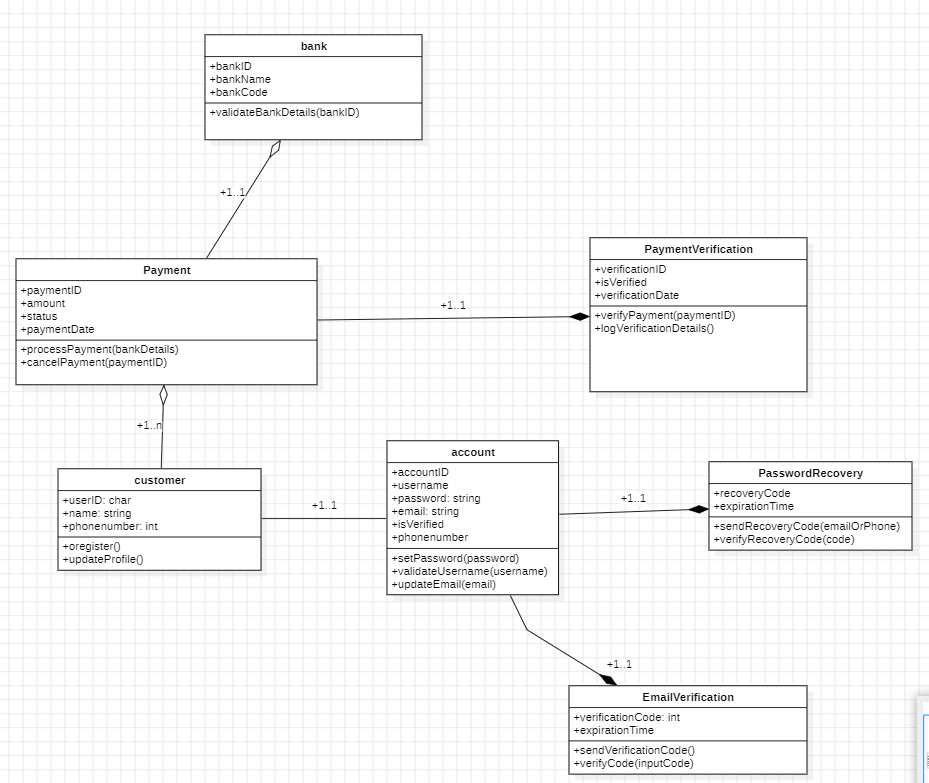 bank
+bankID
+bankName
+bankCode
+validateBankDetails(bankID)
+1..1
Payment
+paymentID
+amount
+status
+paymentDate
+processPayment(bankDetails)
+cancelPayment(paymentID)
+1..1
PaymentVerification
+verificationID
+isVerified
+verificationDate
+verifyPayment(paymentID)
+logVerificationDetails()
+1..n
customer
+userID: char
+name: string
+phonenumber: int
+oregister()
+updateProfile()
+1..1
account
+accountID
+username
+password: string
+email: string
+isVerified
+phonenumber
+setPassword(password)
+validateUsername(username)
+updateEmail(email)
+1..1
PasswordRecovery
+recoveryCode
+expirationTime
+sendRecoveryCode(emailOrPhone)
+verifyRecoveryCode(code)
+1..1
EmailVerification
+verificationCode: int
+expirationTime
+sendVerificationCode()
+verifyCode(inputCode)